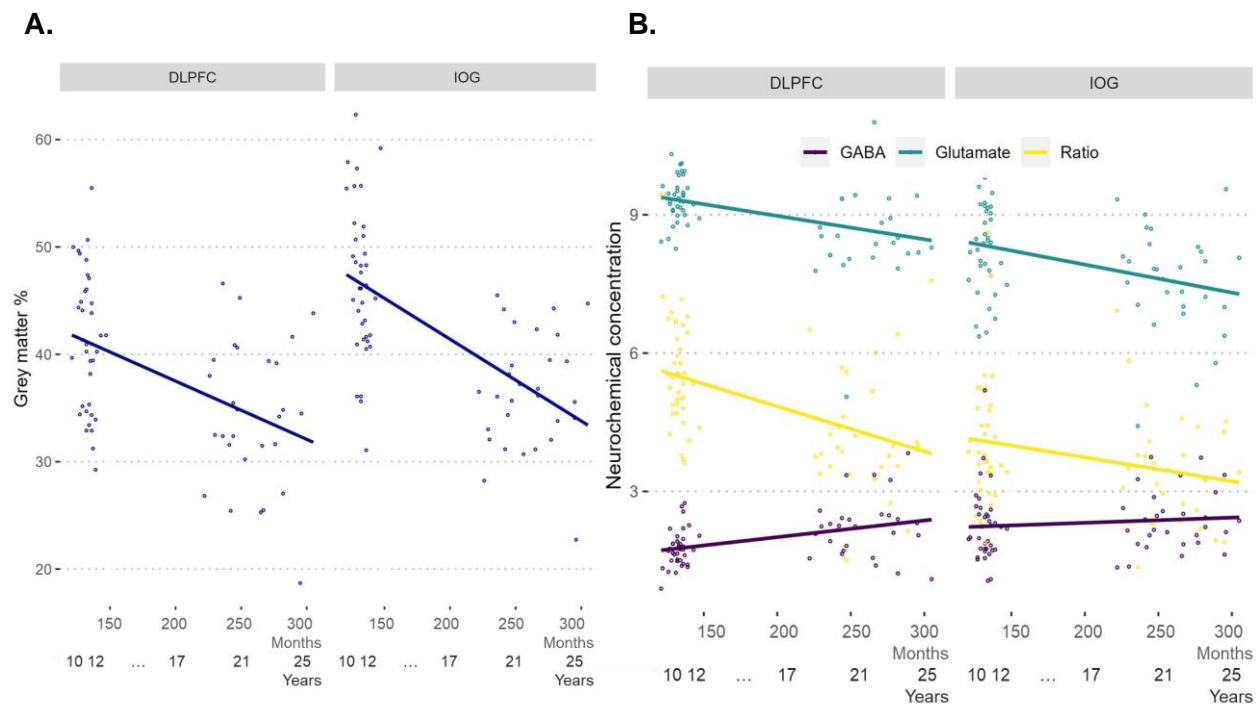 A.
DLPFC IOG
60
50
40
30
20
Grey matter %
150 200 250 300 150 200 250 300
Months Months
10 12 ... 17 21 25 10 12 ... 17 21 25
Years Years
B.
DLPFC IOG
GABA Glutamate Ratio
9
6
3
Neurochemical concentration
150 200 250 300 150 200 250 300
Months Months
10 12 ... 17 21 25 10 12 ... 17 21 25
Years Years